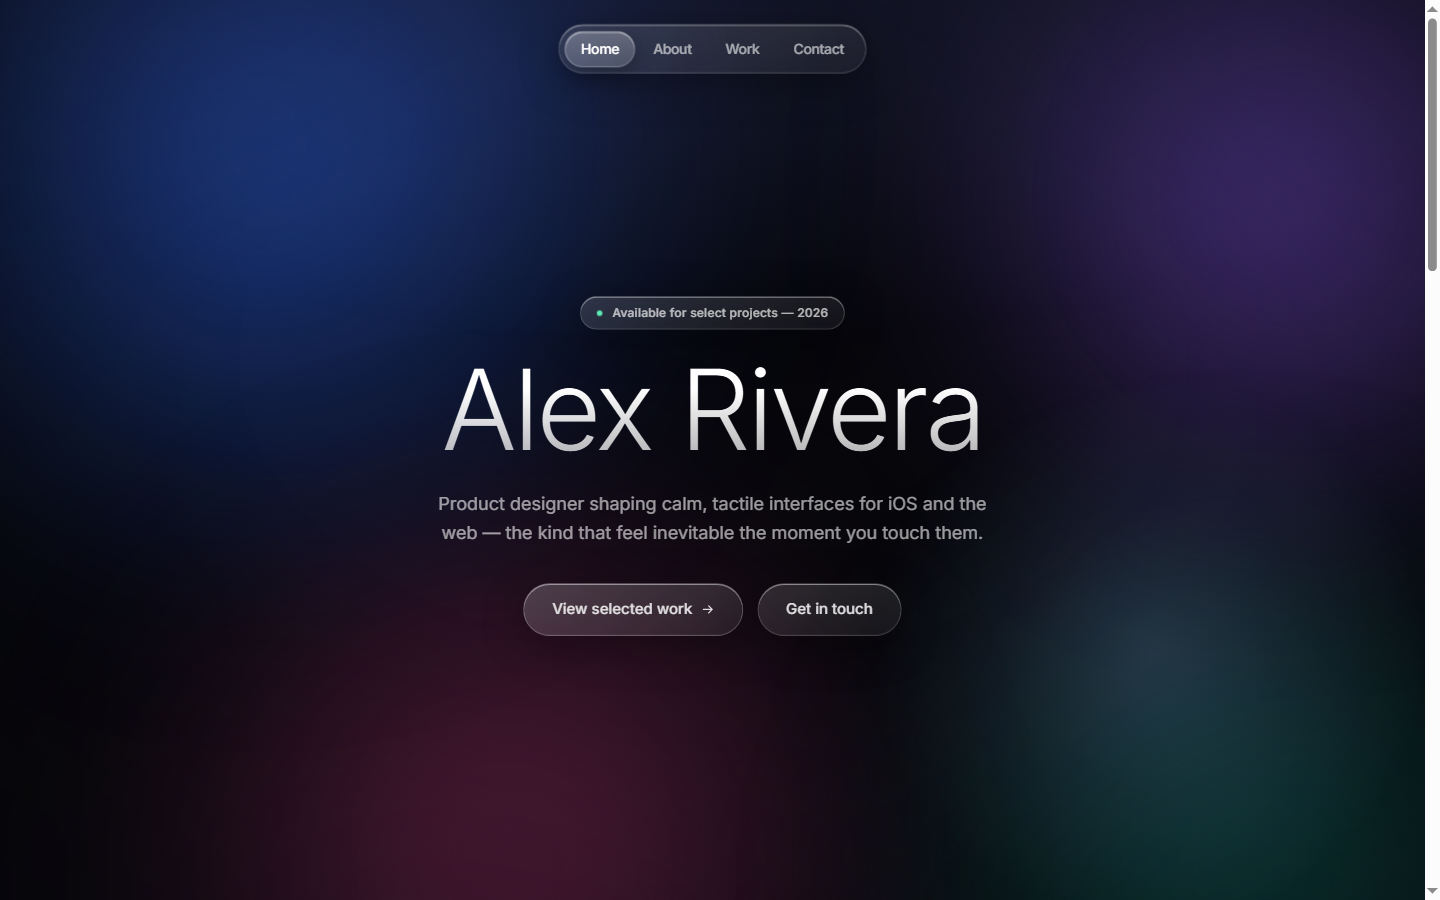 Home About Work Contact
Available for select projects — 2026
Alex Rivera
Product designer shaping calm, tactile interfaces for iOS and the
web — the kind that feel inevitable the moment you touch them.
View selected work → Get in touch